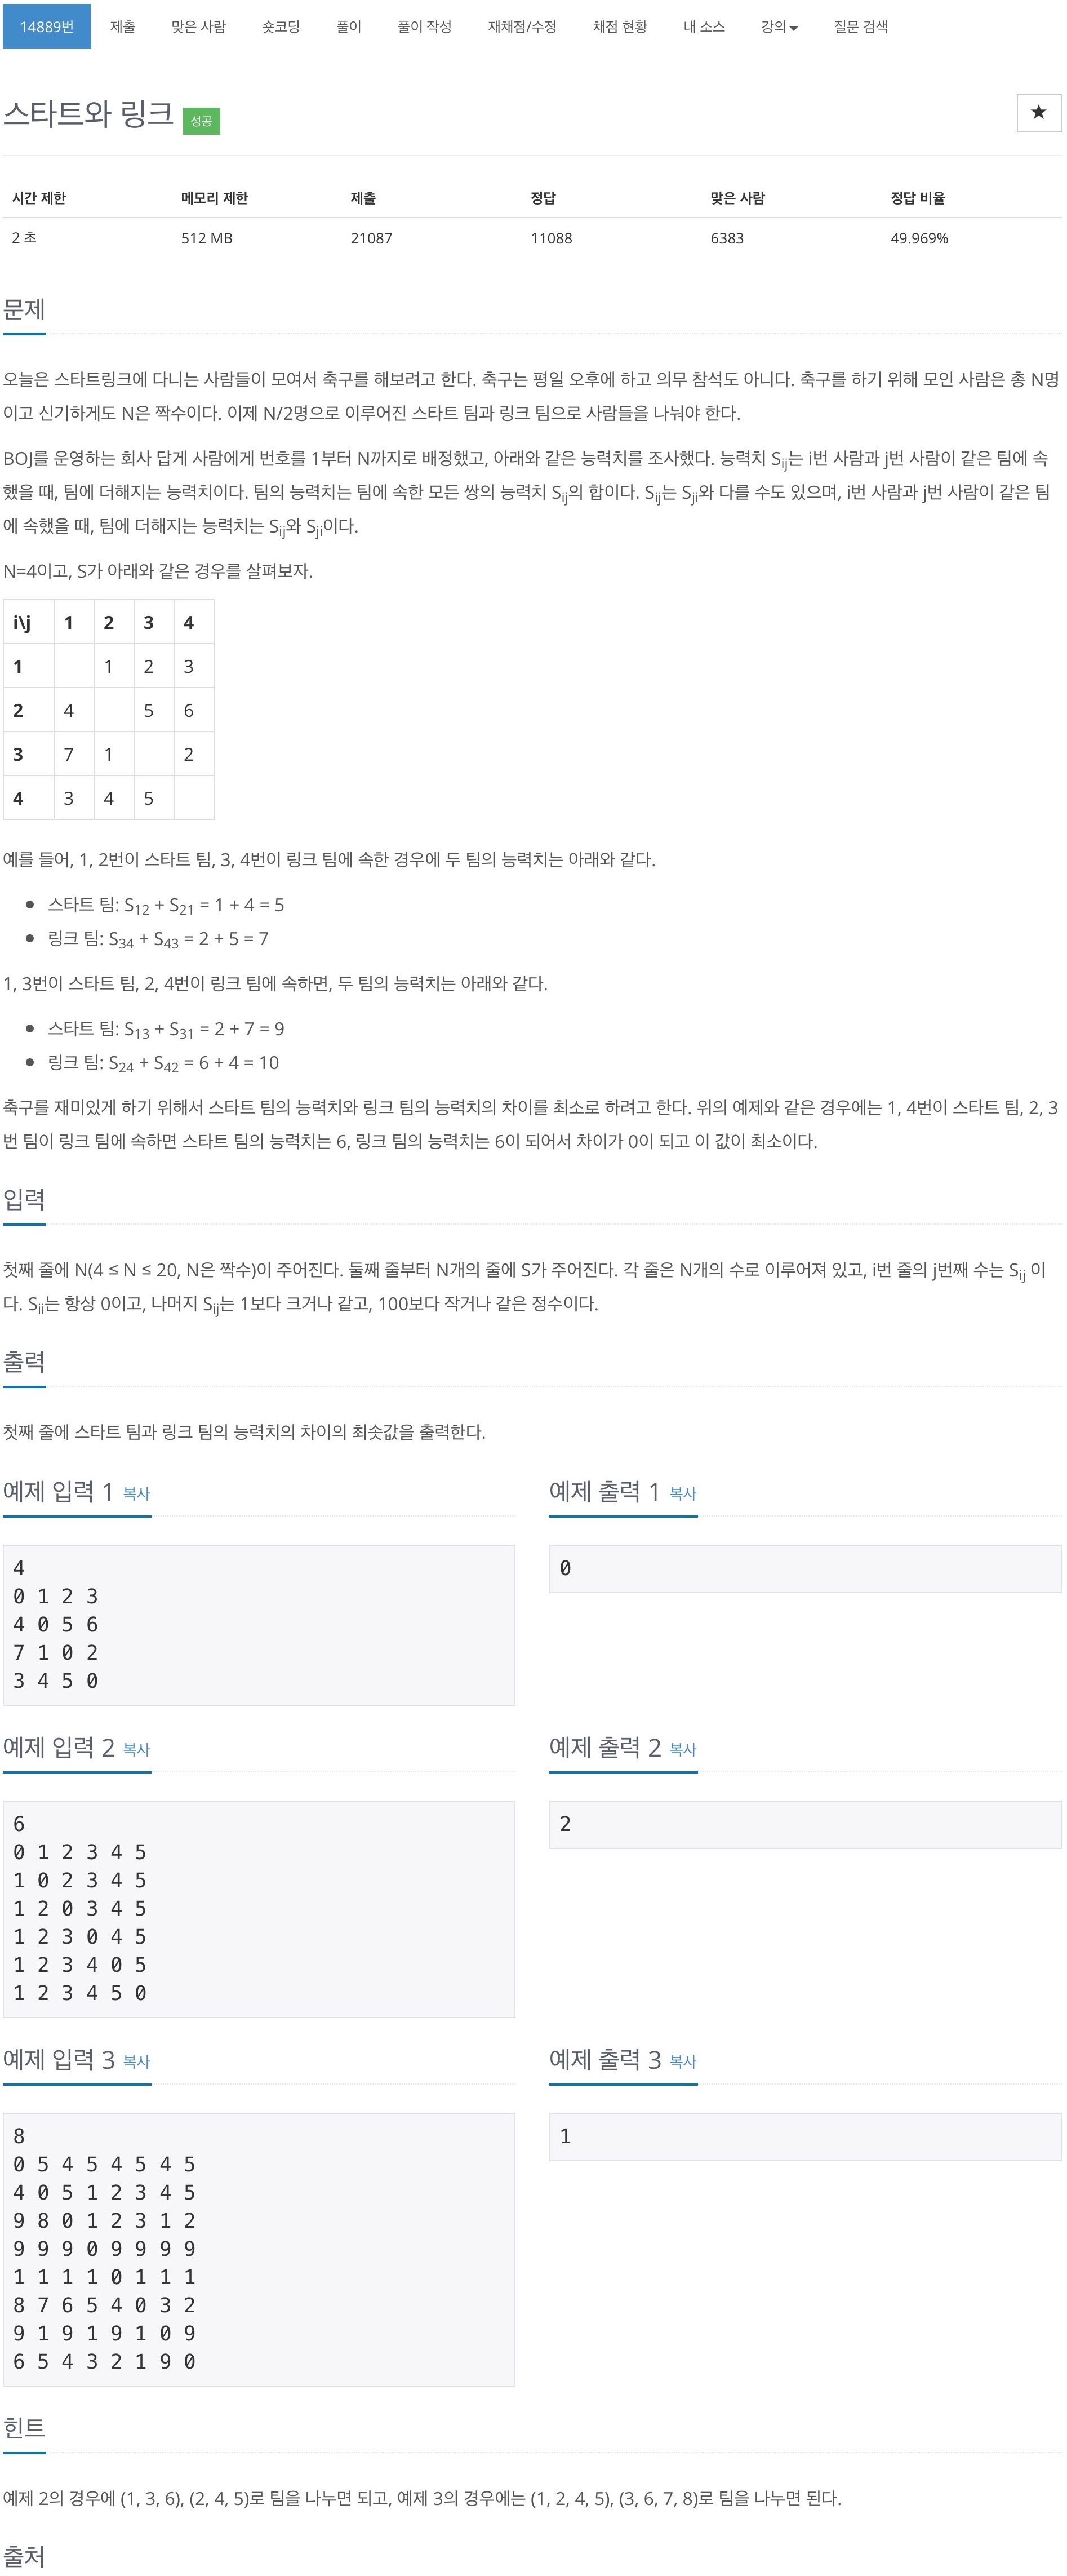 14889번 제출 맞은 사람 숏코딩 풀이 풀이 작성 재채점/수정 채점 현황 내 소스 강의 질문 검색
스타트와 링크 성공 ★
시간 제한 메모리 제한 제출 정답 맞은 사람 정답 비율
2 초 512 MB 21087 11088 6383 49.969%
문제
오늘은 스타트링크에 다니는 사람들이 모여서 축구를 해보려고 한다. 축구는 평일 오후에 하고 의무 참석도 아니다. 축구를 하기 위해 모인 사람은 총 N명
이고 신기하게도 N은 짝수이다. 이제 N/2명으로 이루어진 스타트 팀과 링크 팀으로 사람들을 나눠야 한다.
BOJ를 운영하는 회사 답게 사람에게 번호를 1부터 N까지로 배정했고, 아래와 같은 능력치를 조사했다. 능력치 Sij는 i번 사람과 j번 사람이 같은 팀에 속
했을 때, 팀에 더해지는 능력치이다. 팀의 능력치는 팀에 속한 모든 쌍의 능력치 Sij의 합이다. Sij는 Sji와 다를 수도 있으며, i번 사람과 j번 사람이 같은 팀
에 속했을 때, 팀에 더해지는 능력치는 Sij와 Sji이다.
N=4이고, S가 아래와 같은 경우를 살펴보자.
i\j 1 2 3 4
1 1 2 3
2 4 5 6
3 7 1 2
4 3 4 5
예를 들어, 1, 2번이 스타트 팀, 3, 4번이 링크 팀에 속한 경우에 두 팀의 능력치는 아래와 같다.
● 스타트 팀: S12 + S21 = 1 + 4 = 5
● 링크 팀: S34 + S43 = 2 + 5 = 7
1, 3번이 스타트 팀, 2, 4번이 링크 팀에 속하면, 두 팀의 능력치는 아래와 같다.
● 스타트 팀: S13 + S31 = 2 + 7 = 9
● 링크 팀: S24 + S42 = 6 + 4 = 10
축구를 재미있게 하기 위해서 스타트 팀의 능력치와 링크 팀의 능력치의 차이를 최소로 하려고 한다. 위의 예제와 같은 경우에는 1, 4번이 스타트 팀, 2, 3
번 팀이 링크 팀에 속하면 스타트 팀의 능력치는 6, 링크 팀의 능력치는 6이 되어서 차이가 0이 되고 이 값이 최소이다.
입력
첫째 줄에 N(4 ≤ N ≤ 20, N은 짝수)이 주어진다. 둘째 줄부터 N개의 줄에 S가 주어진다. 각 줄은 N개의 수로 이루어져 있고, i번 줄의 j번째 수는 Sij 이
다. Sii는 항상 0이고, 나머지 Sij는 1보다 크거나 같고, 100보다 작거나 같은 정수이다.
출력
첫째 줄에 스타트 팀과 링크 팀의 능력치의 차이의 최솟값을 출력한다.
예제 입력 1 복사
4
0 1 2 3
4 0 5 6
7 1 0 2
3 4 5 0
예제 출력 1 복사
0
예제 입력 2 복사
6
0 1 2 3 4 5
1 0 2 3 4 5
1 2 0 3 4 5
1 2 3 0 4 5
1 2 3 4 0 5
1 2 3 4 5 0
예제 출력 2 복사
2
예제 입력 3 복사
8
0 5 4 5 4 5 4 5
4 0 5 1 2 3 4 5
9 8 0 1 2 3 1 2
9 9 9 0 9 9 9 9
1 1 1 1 0 1 1 1
8 7 6 5 4 0 3 2
9 1 9 1 9 1 0 9
6 5 4 3 2 1 9 0
예제 출력 3 복사
1
힌트
예제 2의 경우에 (1, 3, 6), (2, 4, 5)로 팀을 나누면 되고, 예제 3의 경우에는 (1, 2, 4, 5), (3, 6, 7, 8)로 팀을 나누면 된다.
출처